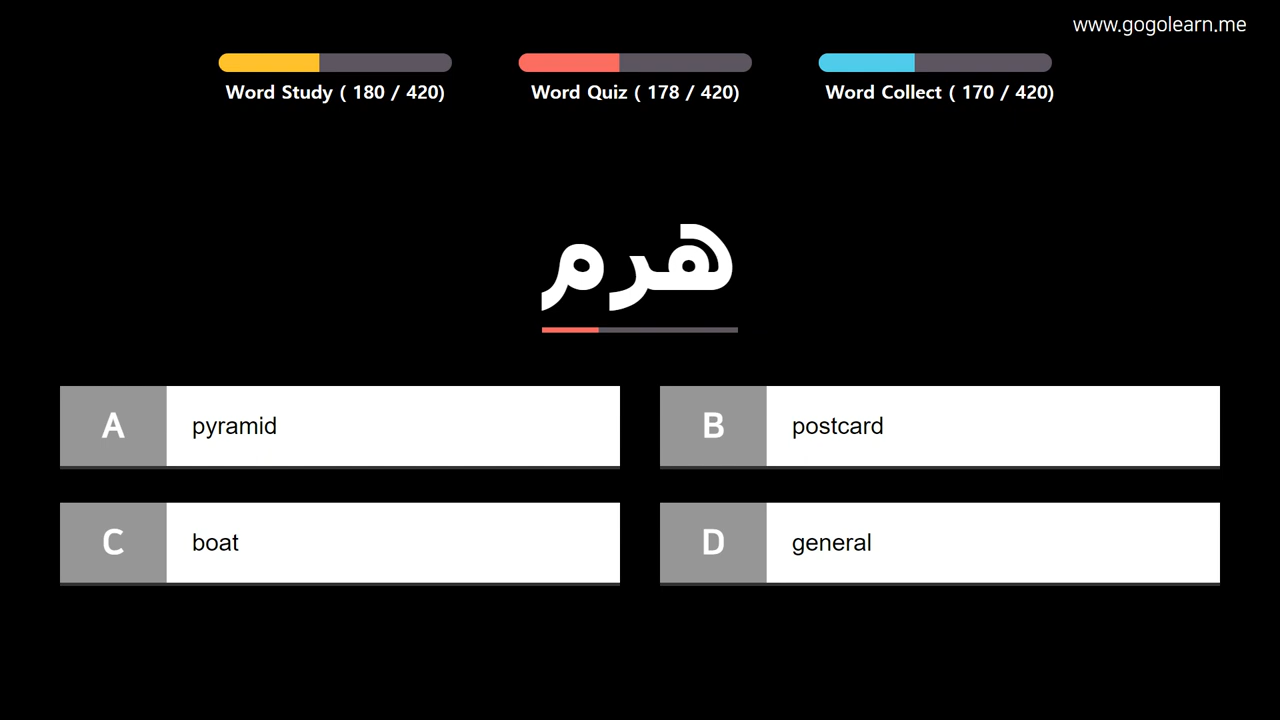 www.gogolearn.me
Word Study ( 180 / 420)
Word Quiz ( 178 / 420)
Word Collect ( 170 / 420)
هرم
A pyramid
B postcard
C boat
D general